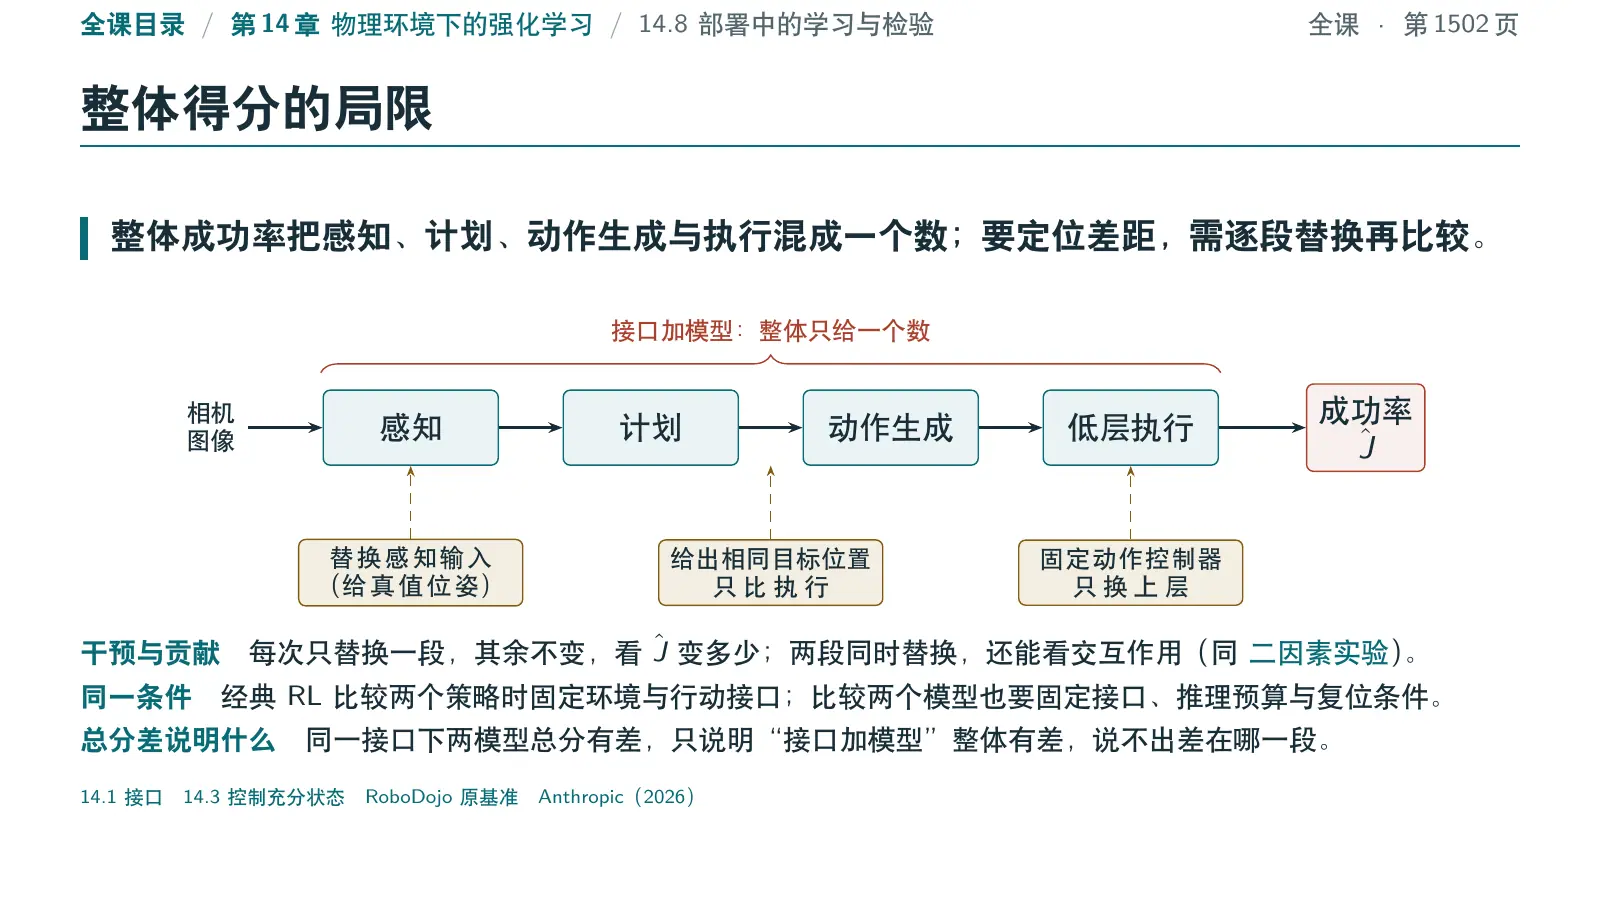 全课目录 / 第 14 章 物理环境下的强化学习 / 14.8 部署中的学习与检验
全课 · 第 1502 页
整体得分的局限
整体成功率把感知、计划、动作生成与执行混成一个数；要定位差距，需逐段替换再比较。
接口加模型：整体只给一个数
相机
图像
感知
计划
动作生成
低层执行
成功率
Ĵ
替换感知输入
（给真值位姿）
给出相同目标位置
只比执行
固定动作控制器
只换上层
干预与贡献 每次只替换一段，其余不变，看 Ĵ 变多少；两段同时替换，还能看交互作用（同 二因素实验）。
同一条件 经典 RL 比较两个策略时固定环境与行动接口；比较两个模型也要固定接口、推理预算与复位条件。
总分差说明什么 同一接口下两模型总分有差，只说明“接口加模型”整体有差，说不出差在哪一段。
14.1 接口 14.3 控制充分状态 RoboDojo 原基准 Anthropic（2026）